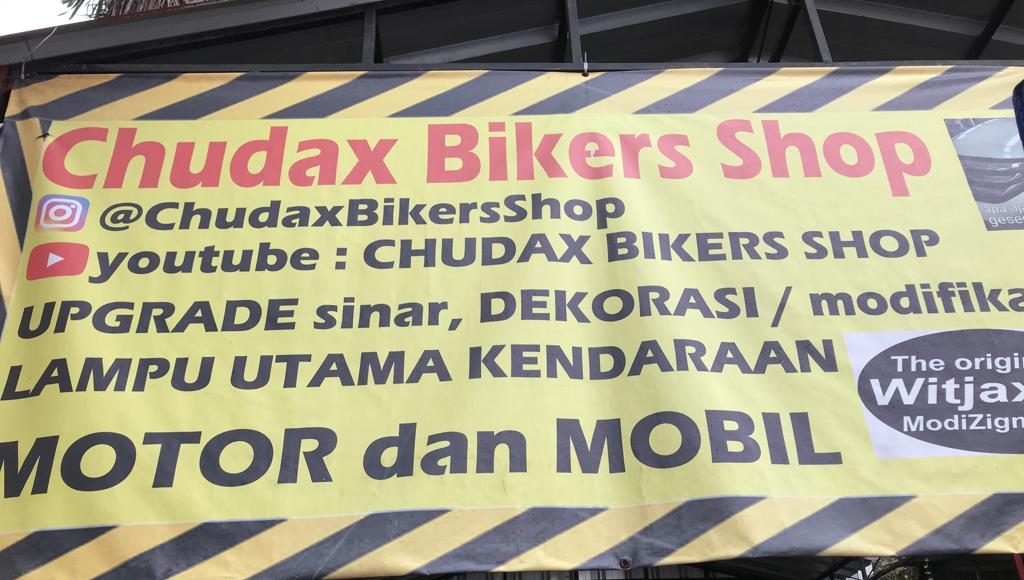 Chudax Bikers Shop
@ChudaxBikersShop
youtube : CHUDAX BIKERS SHOP
UPGRADE sinar, DEKORASI / modifika
LAMPU UTAMA KENDARAAN
MOTOR dan MOBIL
The origi
Witjax
ModiZign